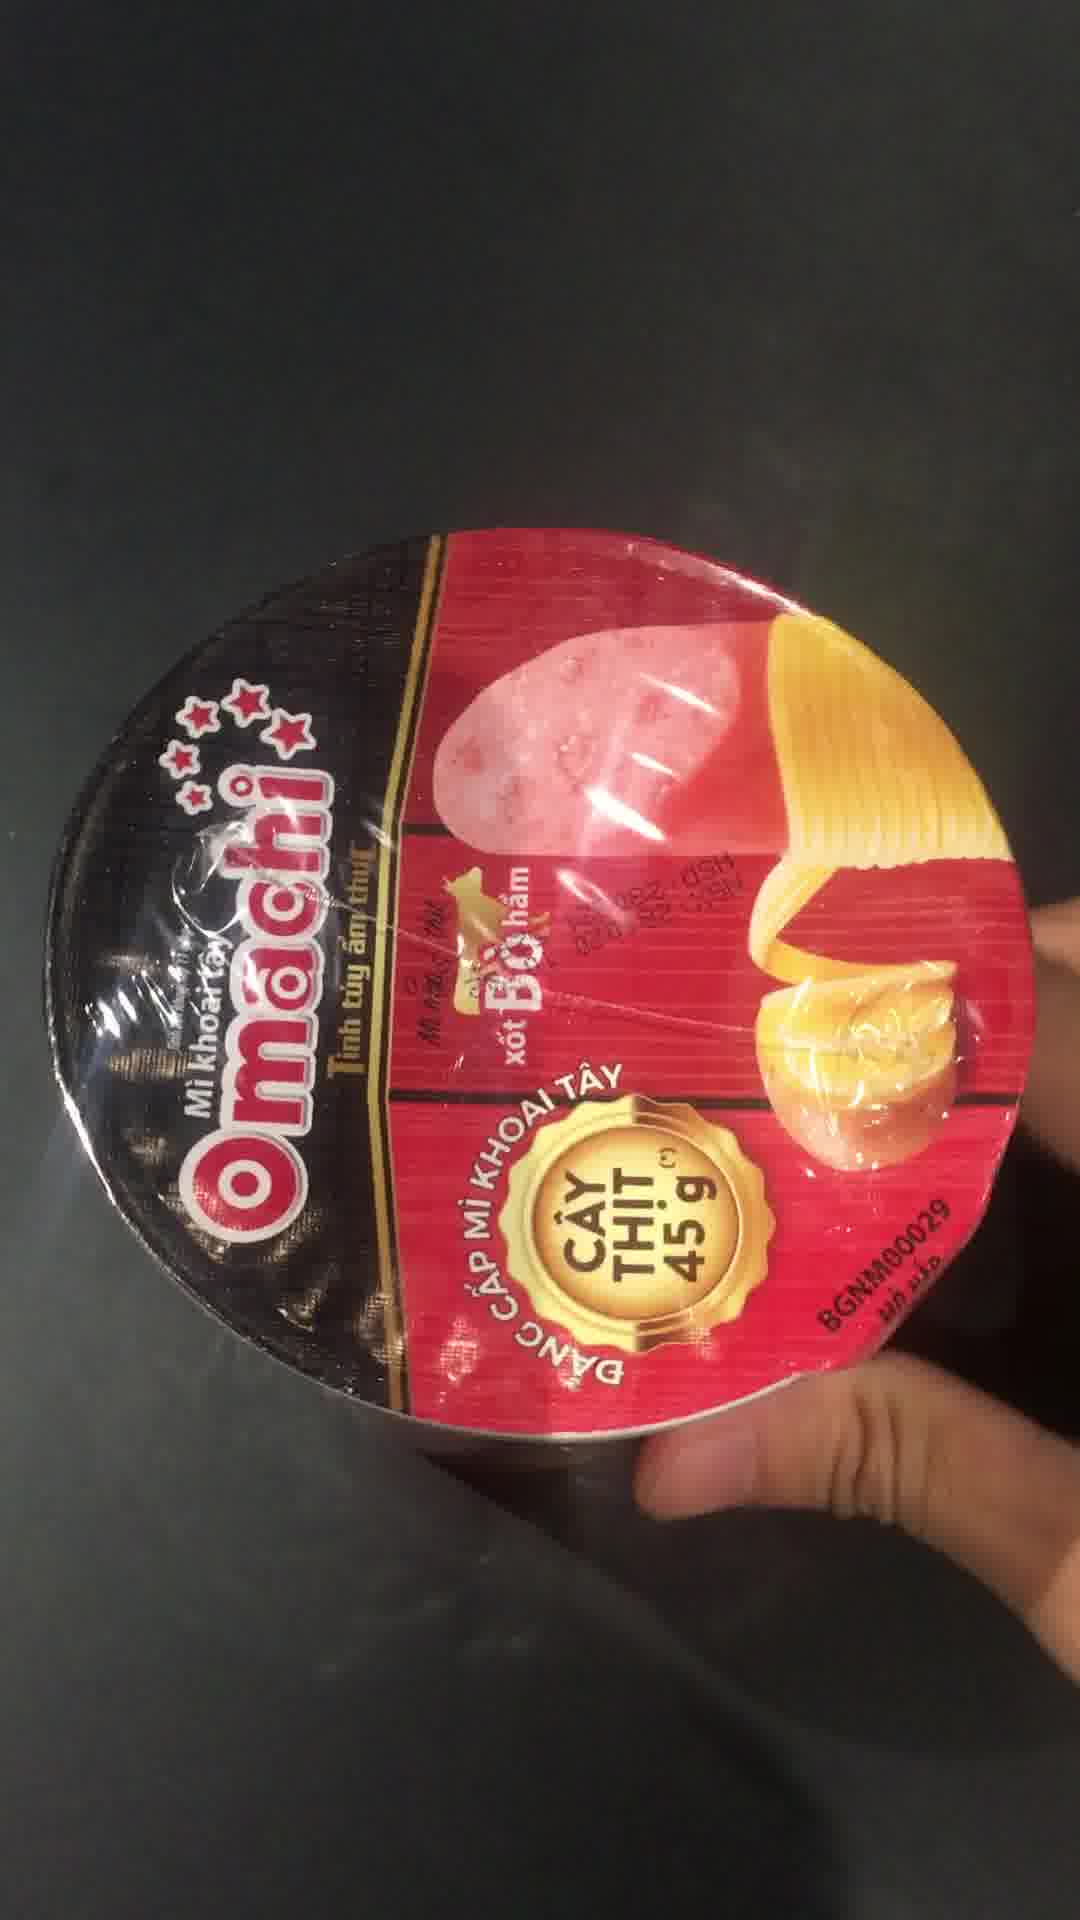 Mì khoai tây
Omachi
Tinh túy ẩm thực
xốt Bò hầm
ĐẲNG CẤP MÌ KHOAI TÂY
CÂY
THỊT
45 g
(3)
BGNM00029